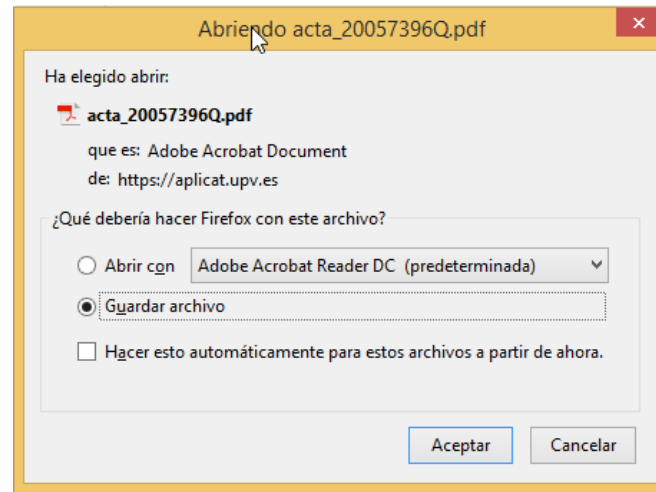 Abriendo acta_20057396Q.pdf
Ha elegido abrir:
acta_20057396Q.pdf
que es: Adobe Acrobat Document
de: https://aplicat.upv.es
¿Qué debería hacer Firefox con este archivo?
Abrir con Adobe Acrobat Reader DC (predeterminada)
Guardar archivo
Hacer esto automáticamente para estos archivos a partir de ahora.
Aceptar Cancelar